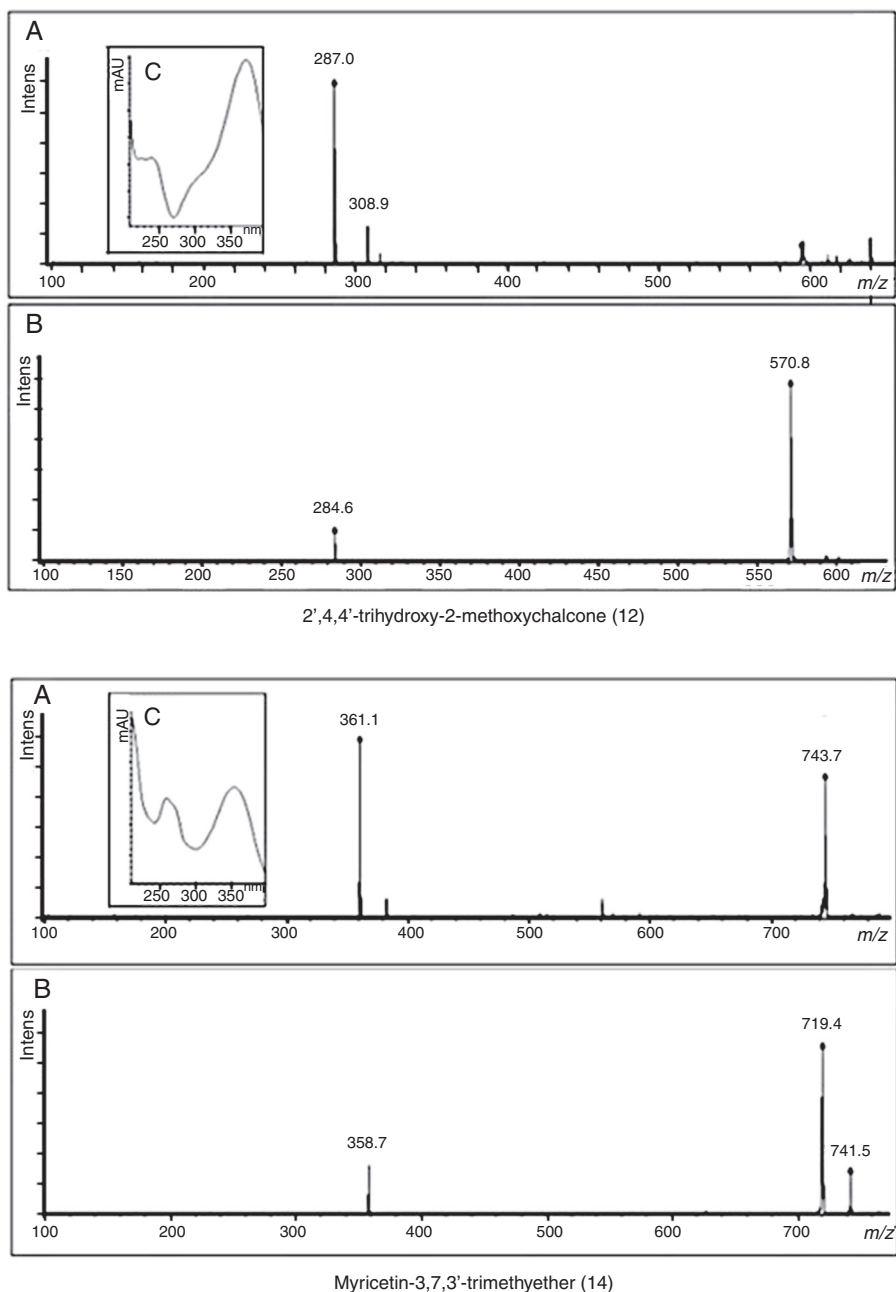 A
Intens
mAU
C
250 300 350 nm
287.0
308.9
100 200 300 400 500 600 m/z
B
Intens
284.6
570.8
100 150 200 250 300 350 400 450 500 550 600 m/z
2',4,4'-trihydroxy-2-methoxychalcone (12)
A
Intens
mAU
C
250 300 350 nm
361.1
743.7
100 200 300 400 500 600 700 m/z
B
Intens
358.7
719.4
741.5
100 200 300 400 500 600 700 m/z
Myricetin-3,7,3'-trimethyether (14)